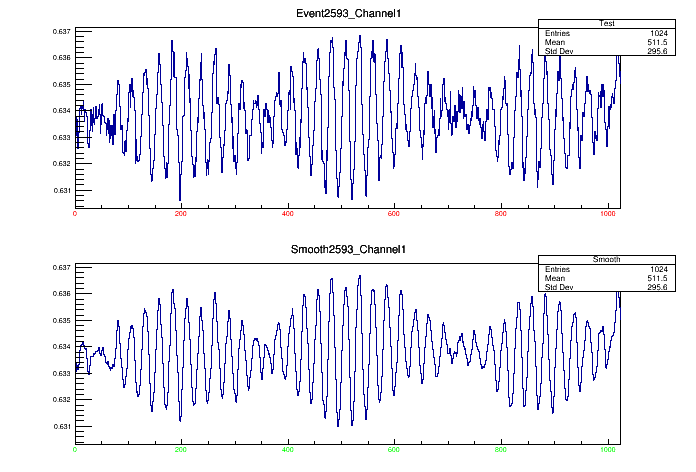 Event2593_Channel1
Test
Entries 1024
Mean 511.5
Std Dev 295.6
0.637
0.636
0.635
0.634
0.633
0.632
0.631
0 200 400 600 800 1000
Smooth2593_Channel1
Smooth
Entries 1024
Mean 511.5
Std Dev 295.6
0.637
0.636
0.635
0.634
0.633
0.632
0.631
0 200 400 600 800 1000